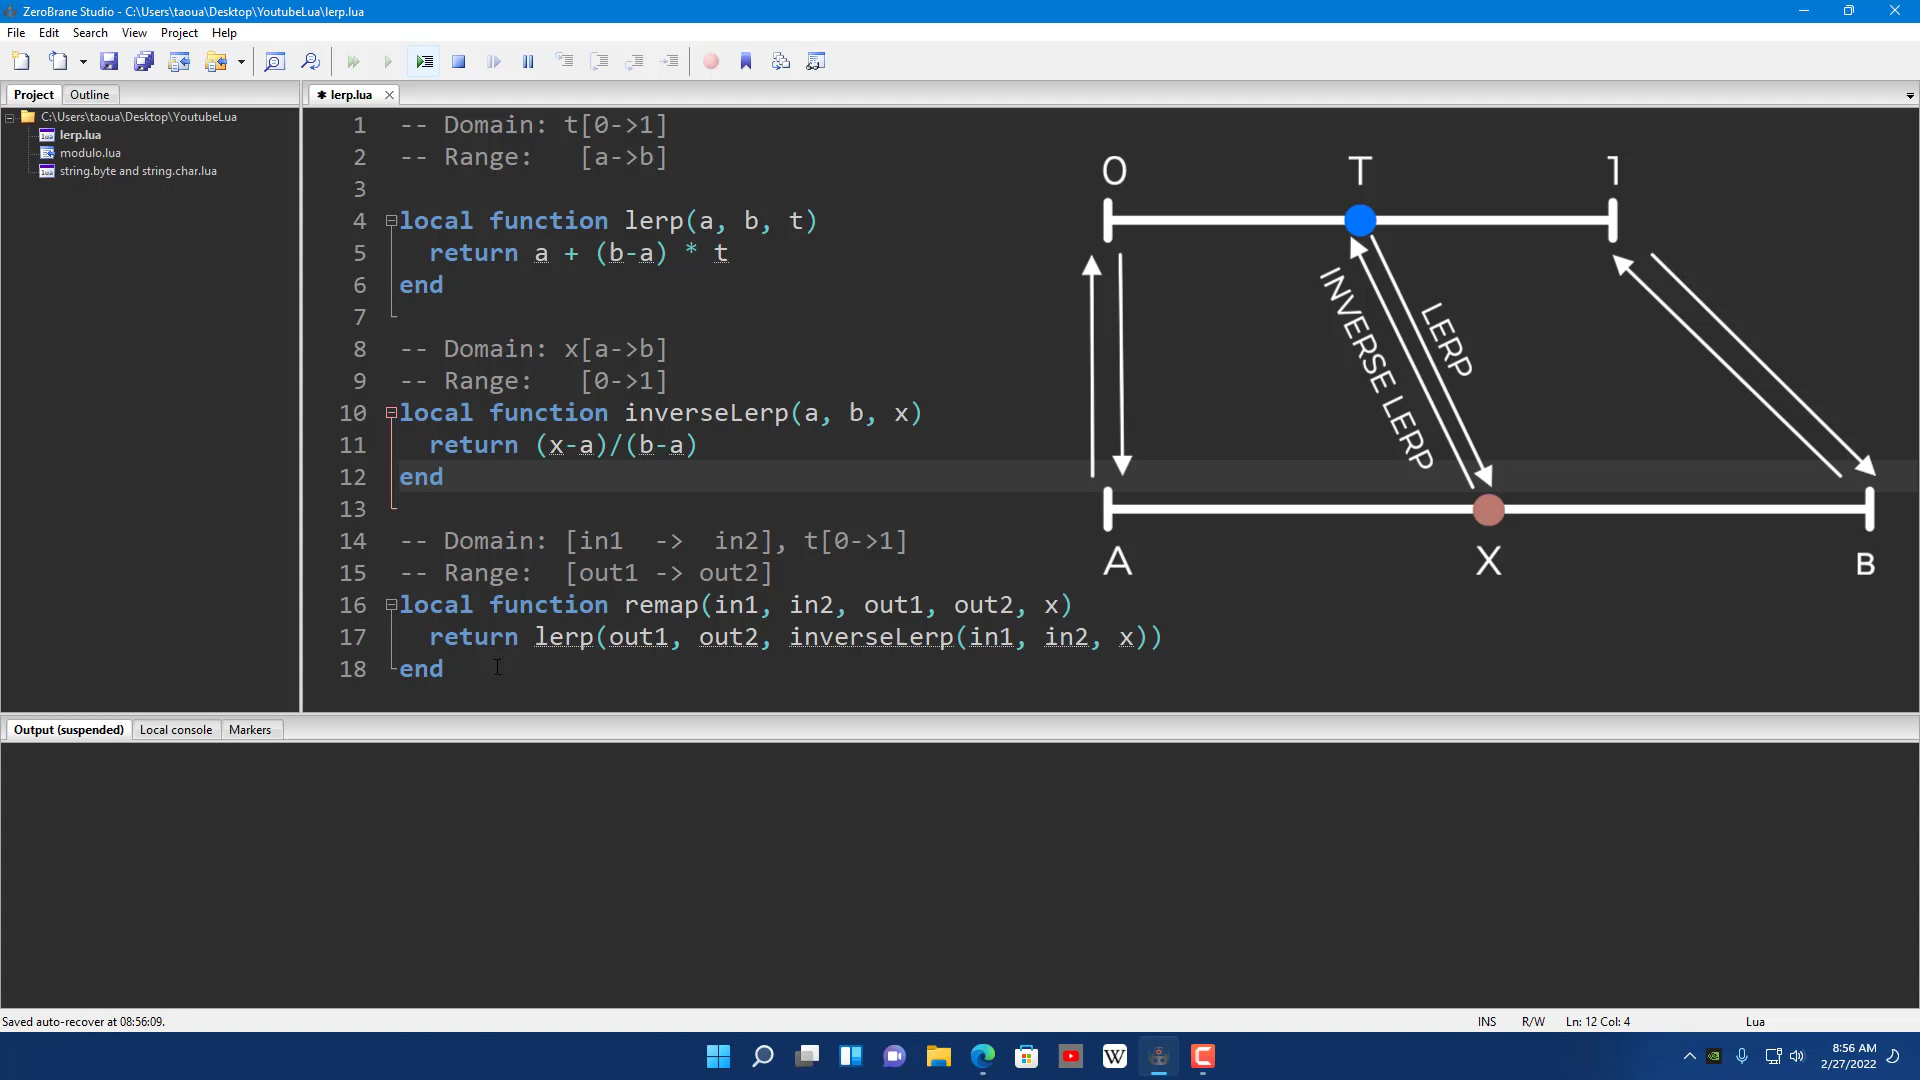 ZeroBrane Studio - C:\Users\taoua\Desktop\YoutubeLua\lerp.lua
File Edit Search View Project Help
Project Outline
C:\Users\taoua\Desktop\YoutubeLua
lerp.lua
modulo.lua
string.byte and string.char.lua
✱ lerp.lua
1 -- Domain: t[0->1]
2 -- Range:   [a->b]
3
4 local function lerp(a, b, t)
5   return a + (b-a) * t
6 end
7
8 -- Domain: x[a->b]
9 -- Range:   [0->1]
10 local function inverseLerp(a, b, x)
11   return (x-a)/(b-a)
12 end
13
14 -- Domain: [in1  ->  in2], t[0->1]
15 -- Range:  [out1 -> out2]
16 local function remap(in1, in2, out1, out2, x)
17   return lerp(out1, out2, inverseLerp(in1, in2, x))
18 end
0 T 1
INVERSE LERP
LERP
A X B
Output (suspended) Local console Markers
Saved auto-recover at 08:56:09.
INS R/W Ln: 12 Col: 4 Lua
W
8:56 AM
2/27/2022